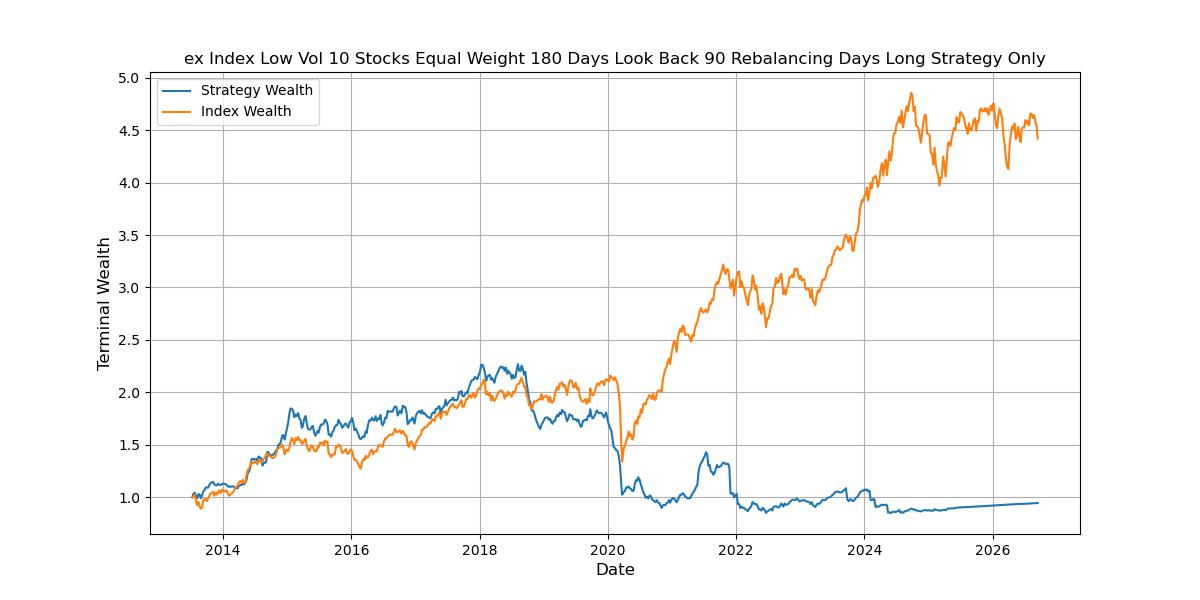 ex Index Low Vol 10 Stocks Equal Weight 180 Days Look Back 90 Rebalancing Days Long Strategy Only
Strategy Wealth
Index Wealth
Terminal Wealth
5.0
4.5
4.0
3.5
3.0
2.5
2.0
1.5
1.0
2014 2016 2018 2020 2022 2024 2026
Date